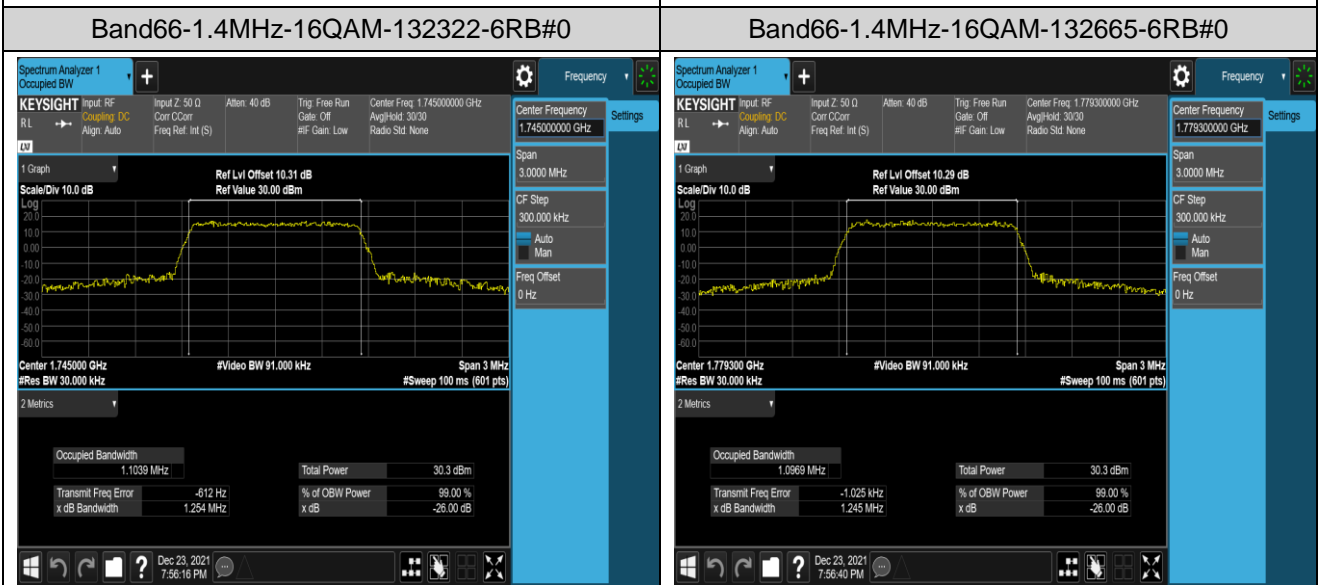 Band66-1.4MHz-16QAM-132322-6RB#0
Spectrum Analyzer 1
Occupied BW
Frequency
KEYSIGHT
R L
LXI
Input: RF
Coupling: DC
Align: Auto
Input Z: 50 Ω
Corr CCorr
Freq Ref: Int (S)
Atten: 40 dB
Trig: Free Run
Gate: Off
#IF Gain: Low
Center Freq: 1.745000000 GHz
Avg|Hold: 30/30
Radio Std: None
Center Frequency
1.745000000 GHz
Settings
Span
3.0000 MHz
CF Step
300.000 kHz
Auto
Man
Freq Offset
0 Hz
1 Graph
Scale/Div 10.0 dB
Ref Lvl Offset 10.31 dB
Ref Value 30.00 dBm
Log
20.0
10.0
0.00
-10.0
-20.0
-30.0
-40.0
-50.0
-60.0
Center 1.745000 GHz
#Res BW 30.000 kHz
#Video BW 91.000 kHz
Span 3 MHz
#Sweep 100 ms (601 pts)
2 Metrics
Occupied Bandwidth
1.1039 MHz
Total Power 30.3 dBm
Transmit Freq Error -612 Hz
% of OBW Power 99.00 %
x dB Bandwidth 1.254 MHz
x dB -26.00 dB
?
Dec 23, 2021
7:56:16 PM
Band66-1.4MHz-16QAM-132665-6RB#0
Spectrum Analyzer 1
Occupied BW
Frequency
KEYSIGHT
R L
LXI
Input: RF
Coupling: DC
Align: Auto
Input Z: 50 Ω
Corr CCorr
Freq Ref: Int (S)
Atten: 40 dB
Trig: Free Run
Gate: Off
#IF Gain: Low
Center Freq: 1.779300000 GHz
Avg|Hold: 30/30
Radio Std: None
Center Frequency
1.779300000 GHz
Settings
Span
3.0000 MHz
CF Step
300.000 kHz
Auto
Man
Freq Offset
0 Hz
1 Graph
Scale/Div 10.0 dB
Ref Lvl Offset 10.29 dB
Ref Value 30.00 dBm
Log
20.0
10.0
0.00
-10.0
-20.0
-30.0
-40.0
-50.0
-60.0
Center 1.779300 GHz
#Res BW 30.000 kHz
#Video BW 91.000 kHz
Span 3 MHz
#Sweep 100 ms (601 pts)
2 Metrics
Occupied Bandwidth
1.0969 MHz
Total Power 30.3 dBm
Transmit Freq Error -1.025 kHz
% of OBW Power 99.00 %
x dB Bandwidth 1.245 MHz
x dB -26.00 dB
?
Dec 23, 2021
7:56:40 PM